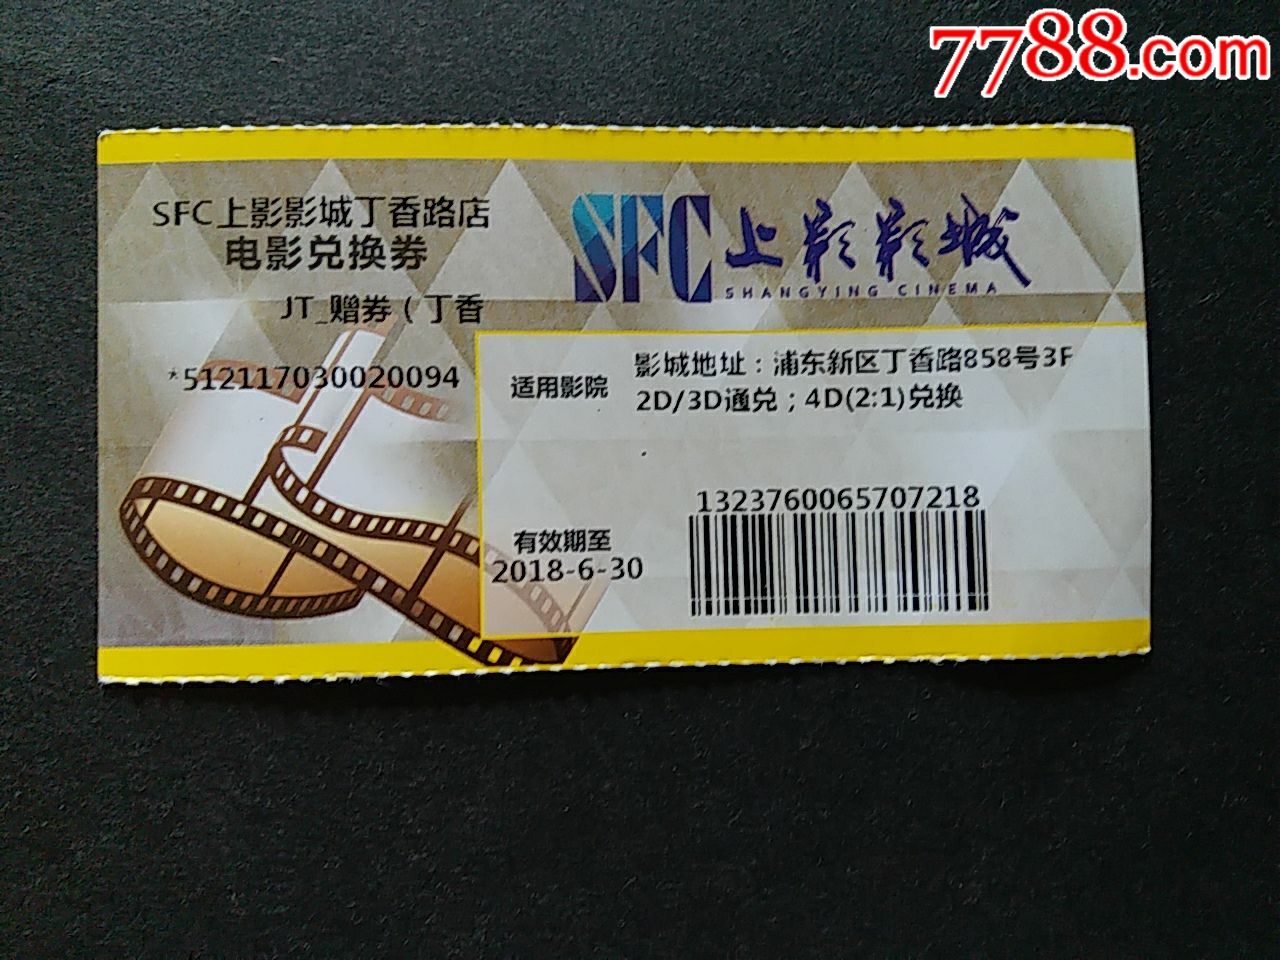 7788.com
SFC上影影城丁香路店
电影兑换券
JT_赠券（丁香
*512117030020094
SFC上影影城
SHANGYING CINEMA
适用影院
影城地址：浦东新区丁香路858号3F
2D/3D通兑；4D(2:1)兑换
1323760065707218
有效期至
2018-6-30